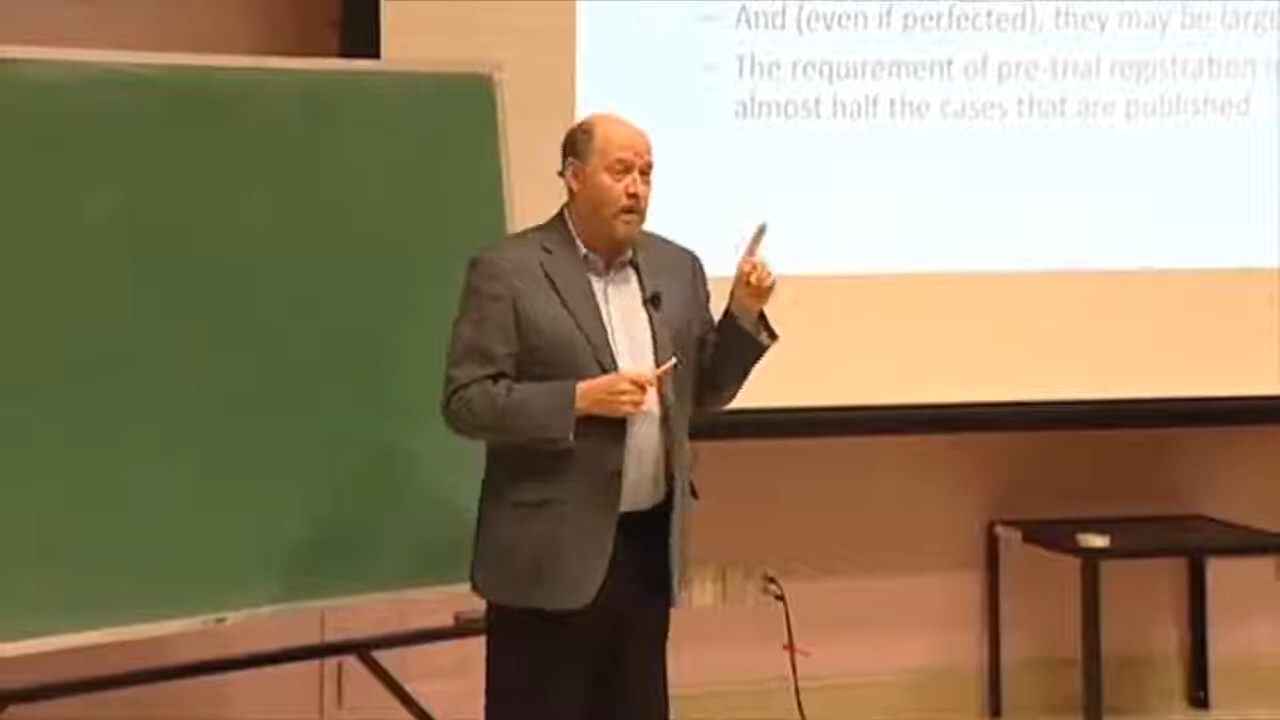 – And (even if perfected), they may be
– The requirement of pre-trial registration
almost half the cases that are published